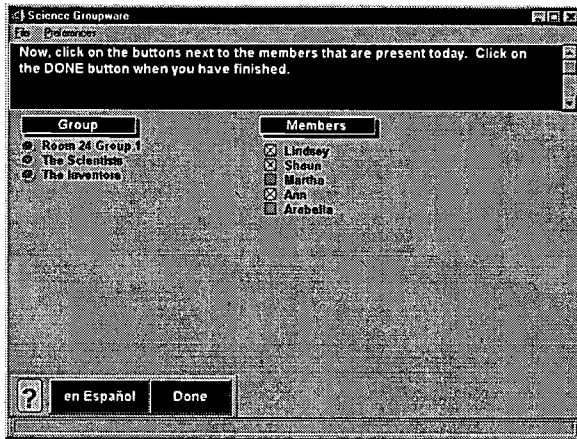 Science Groupware
File Preferences
Now, click on the buttons next to the members that are present today. Click on
the DONE button when you have finished.
Group
Room 24 Group 1
The Scientists
The Inventors
Members
Lindsey
Shaun
Martha
Ann
Arabella
? en Español Done